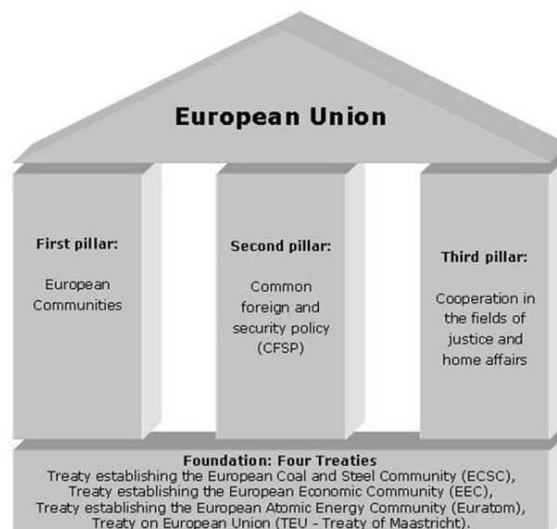 European Union
First pillar:
European
Communities
Second pillar:
Common
foreign and
security policy
(CFSP)
Third pillar:
Cooperation in
the fields of
justice and
home affairs
Foundation: Four Treaties
Treaty establishing the European Coal and Steel Community (ECSC),
Treaty establishing the European Economic Community (EEC),
Treaty establishing the European Atomic Energy Community (Euratom),
Treaty on European Union (TEU - Treaty of Maastricht).